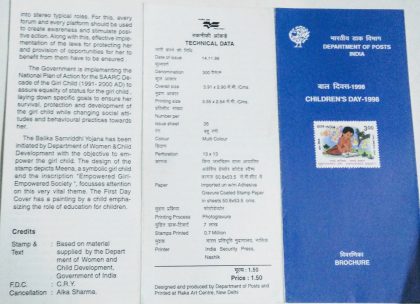 into stereo typical roles. For this, every
forum and every platform should be used to
create awareness and stimulate pos-
itive action. Along with this, effective imple-
mentation of the laws for protecting her
and provision of opportunities for her to
benefit from them have to be ensured.
The Government is implementing the
National Plan of Action for the SAARC De-
cade of the Girl Child (1991 - 2000 AD) to
assure equality of status for the girl child,
laying down specific goals to ensure her
survival, protection and development of
the girl child while changing social atti-
tudes and behavioural practices towards
her.
The Balika Samriddhi Yojana has been
initiated by Department of Women & Child
Development with the objective to em-
power the girl child. The design of the
stamp depicts Meena, a symbolic girl child
and the inscription "Empowered Girl-
Empowered Society", focusses attention
on this very vital theme. The First Day
Cover has a painting by a child empha-
sizing the role of education for children.
Credits
Stamp & Text : Based on material
supplied by the Depart
ment of Women and
Child Development,
Government of India
F.D.C. : C.R.Y.
Cancellation : Alka Sharma.
तकनीकी आंकड़े
TECHNICAL DATA
जारी करने की तिथि
Date of issue 14.11.98
मूल्यवर्ग
Denomination 300 पैसे
Overall size 3.91 x 2.90 Cms.
Printing size 3.55 x 2.54 Cms.
Number per
issue sheet 35
बहु रंगी
Colour Multi Colour
Perforation 13 x 13
Paper Imported un w/m Adhesive
Gravure Coated Stamp Paper
in sheets 50.8x53.5 cms.
मुद्रण प्रक्रिया फोटोग्रेव्योर
Printing Process Photogravure
Stamps Printed 0.7 Million
Printer India Security Press,
Nashik
मूल्य : 1.50
Price : 1.50
Designed and produced by Department of Posts and
Printed at Raka Art Centre, New Delhi
भारतीय डाक विभाग
DEPARTMENT OF POSTS
INDIA
बाल दिवस-1998
CHILDREN'S DAY-1998
300
विवरणिका
BROCHURE